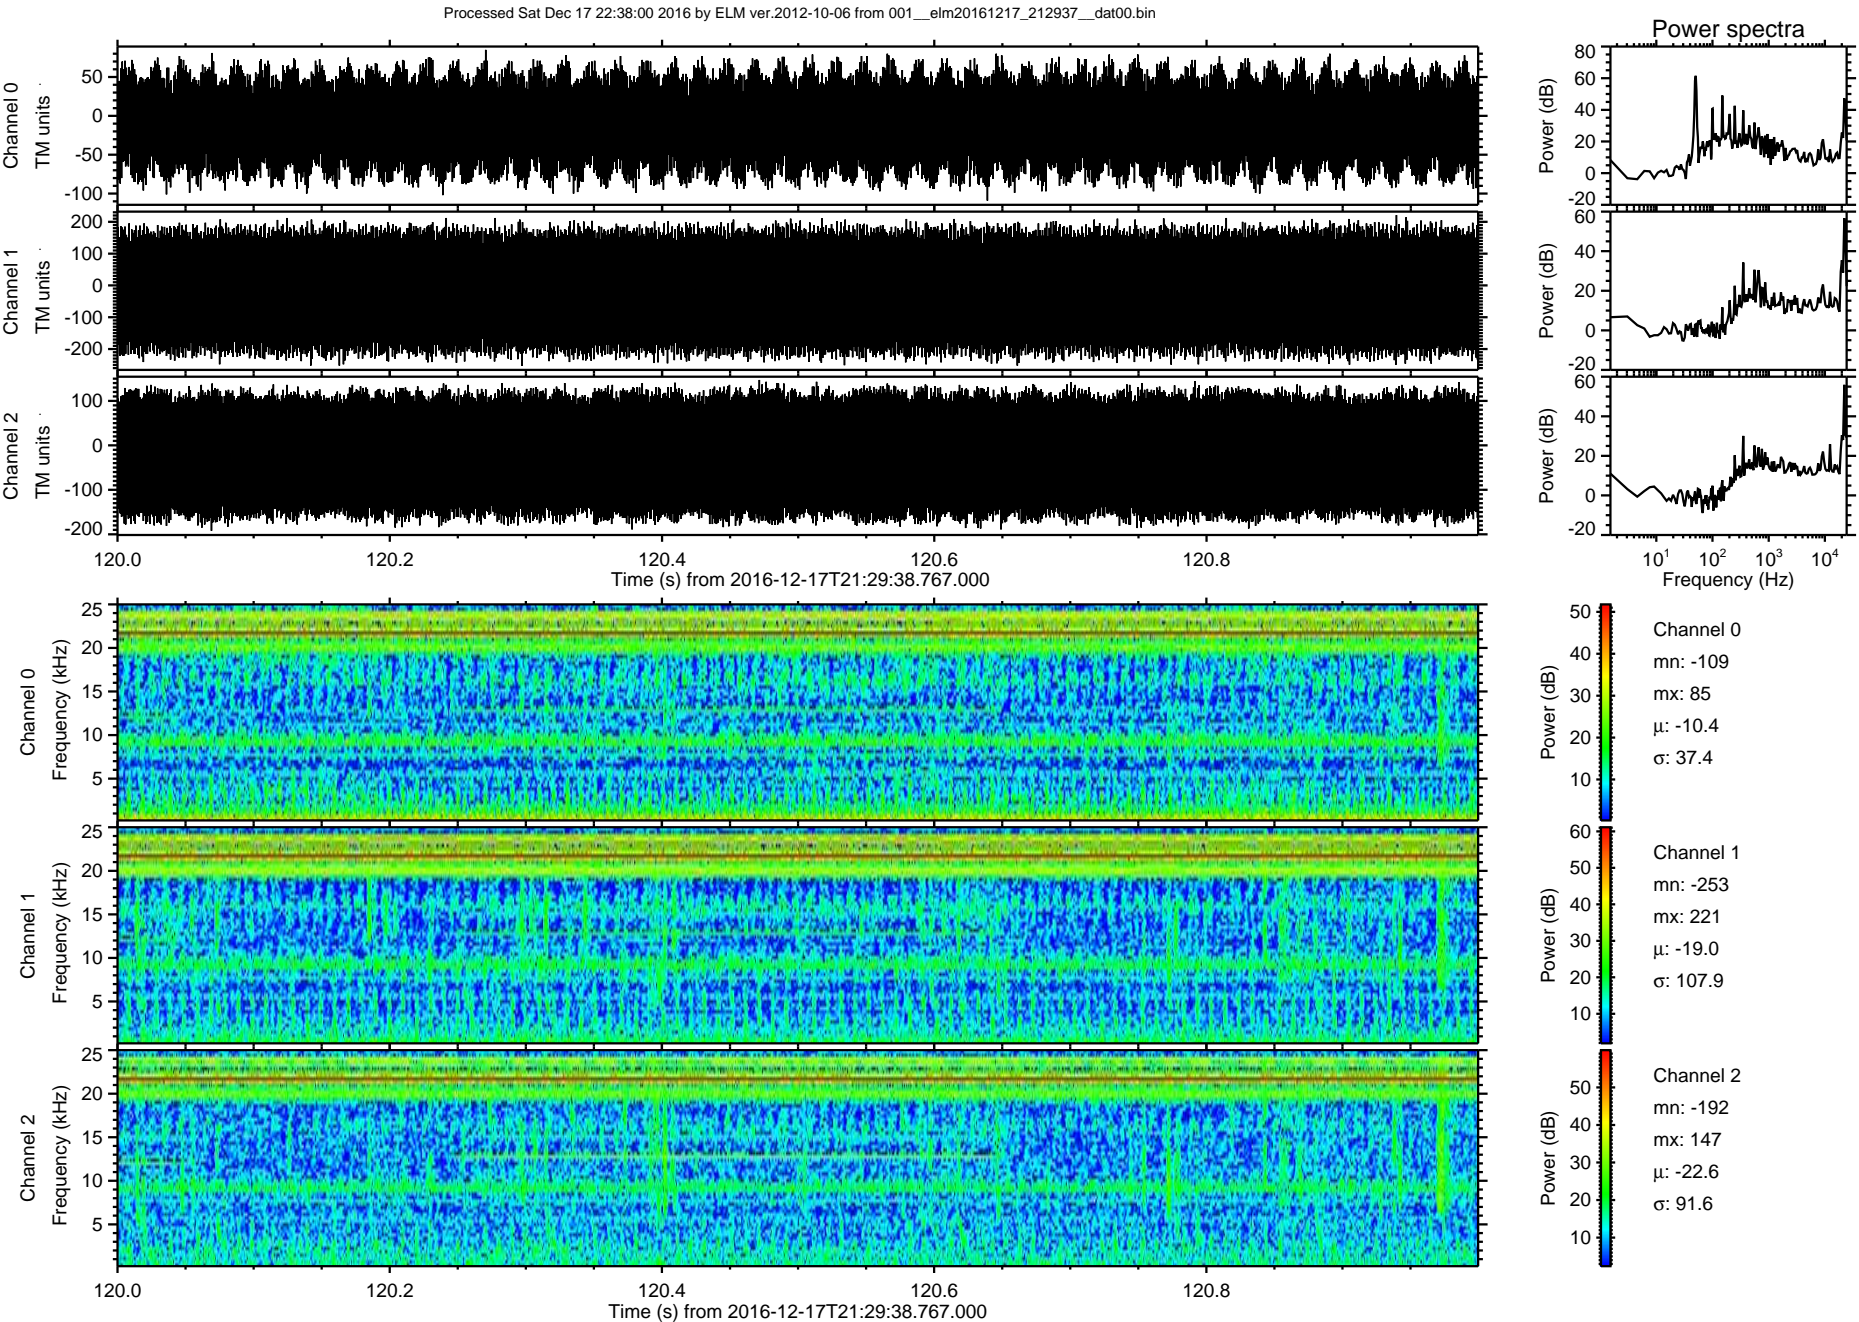 Processed Sat Dec 17 22:38:00 2016 by ELM ver.2012-10-06 from 001__elm20161217_212937__dat00.bin
Power spectra
Channel 0
TM units
50
0
-50
-100
Power (dB)
80
60
40
20
0
-20
Channel 1
TM units
200
100
0
-100
-200
Power (dB)
60
40
20
0
-20
Channel 2
TM units
100
0
-100
-200
Power (dB)
60
40
20
0
-20
120.0 120.2 120.4 120.6 120.8
Time (s) from 2016-12-17T21:29:38.767.000
10^1 10^2 10^3 10^4
Frequency (Hz)
Channel 0
Frequency (kHz)
25
20
15
10
5
Power (dB)
50
40
30
20
10
Channel 0
mn: -109
mx: 85
μ: -10.4
σ: 37.4
Channel 1
Frequency (kHz)
25
20
15
10
5
Power (dB)
60
50
40
30
20
10
Channel 1
mn: -253
mx: 221
μ: -19.0
σ: 107.9
Channel 2
Frequency (kHz)
25
20
15
10
5
Power (dB)
50
40
30
20
10
Channel 2
mn: -192
mx: 147
μ: -22.6
σ: 91.6
120.0 120.2 120.4 120.6 120.8
Time (s) from 2016-12-17T21:29:38.767.000